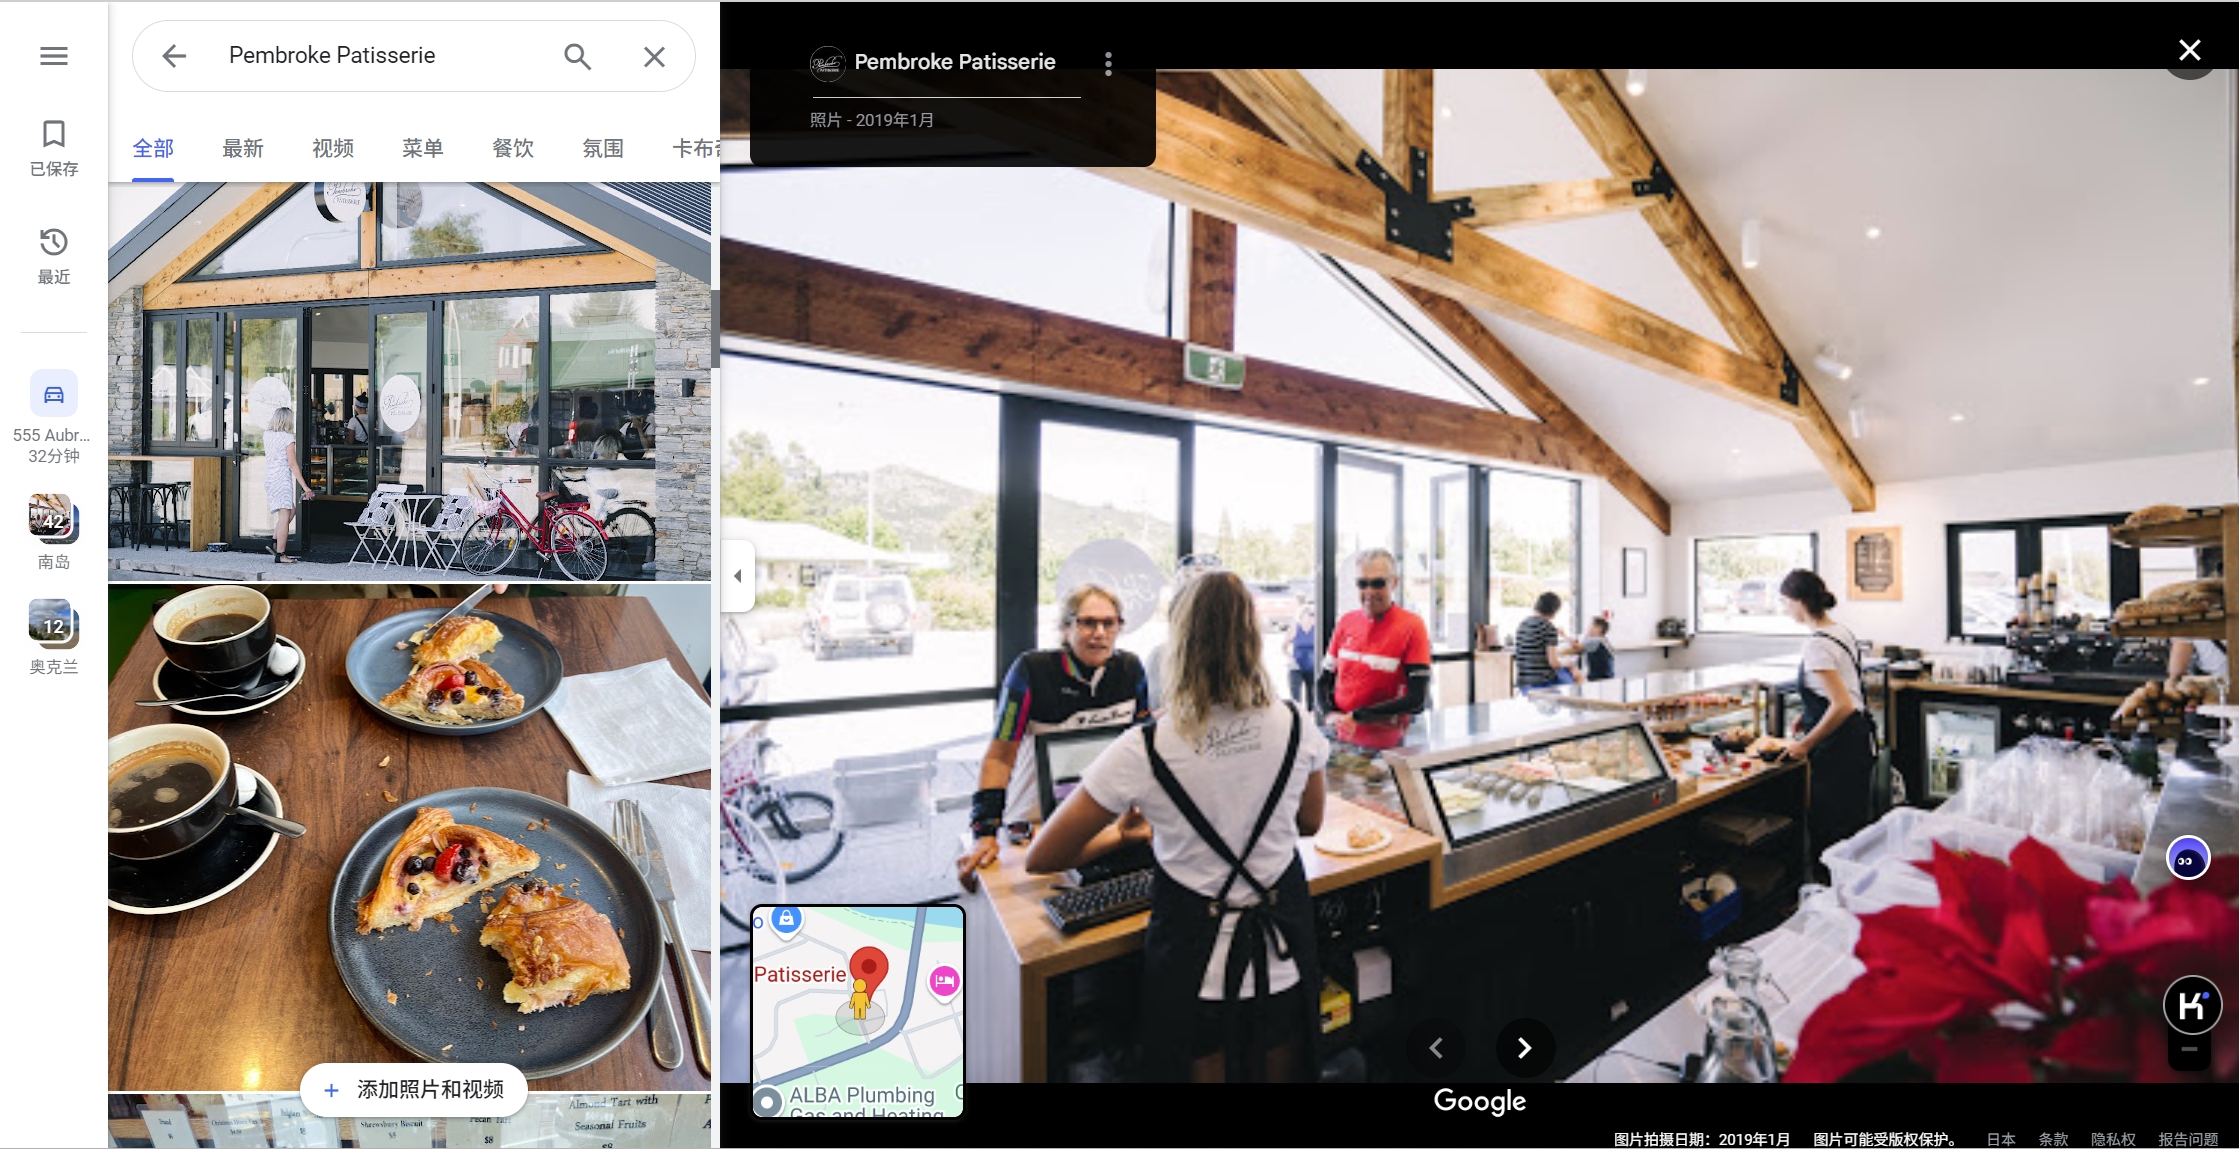 Pembroke Patisserie
全部
最新
视频
菜单
餐饮
氛围
已保存
最近
555 Aubr...
32分钟
42
南岛
12
奥克兰
添加照片和视频
Shrewsbury Biscuit
$8
$8
Almond Tart with
Seasonal Fruits
Pembroke Patisserie
照片 - 2019年1月
Patisserie
ALBA Plumbing
Gas and Heating
Google
图片拍摄日期：2019年1月
图片可能受版权保护。
日本
条款
隐私权
报告问题